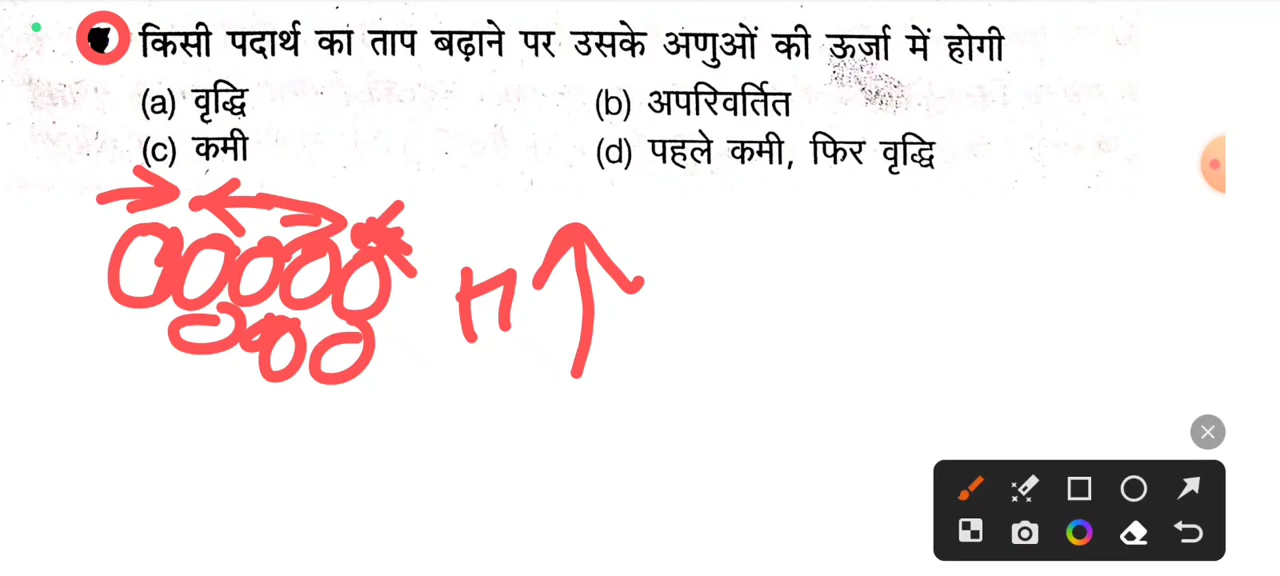 किसी पदार्थ का ताप बढ़ाने पर उसके अणुओं की ऊर्जा में होगी
(a) वृद्धि (b) अपरिवर्तित
(c) कमी (d) पहले कमी, फिर वृद्धि